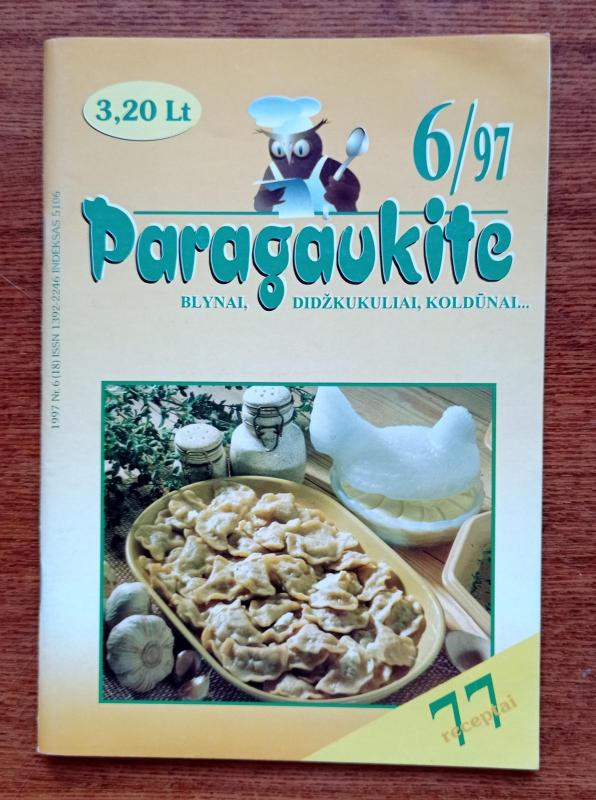 3,20 Lt
6/97
Paragaukite
BLYNAI, DIDŽKUKULIAI, KOLDŪNAI...
1997 Nr. 6 (18) ISSN 1392-2246 INDEKSAS 5106
77
receptai